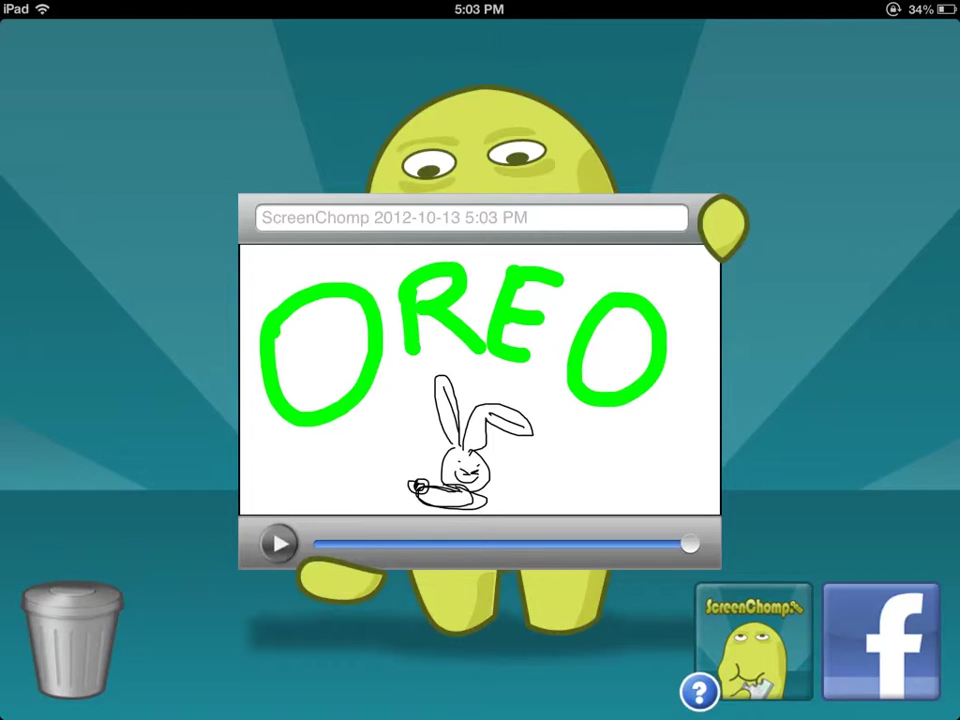 iPad 5:03 PM 34%
ScreenChomp 2012-10-13 5:03 PM
OREO
ScreenChomp
?
f